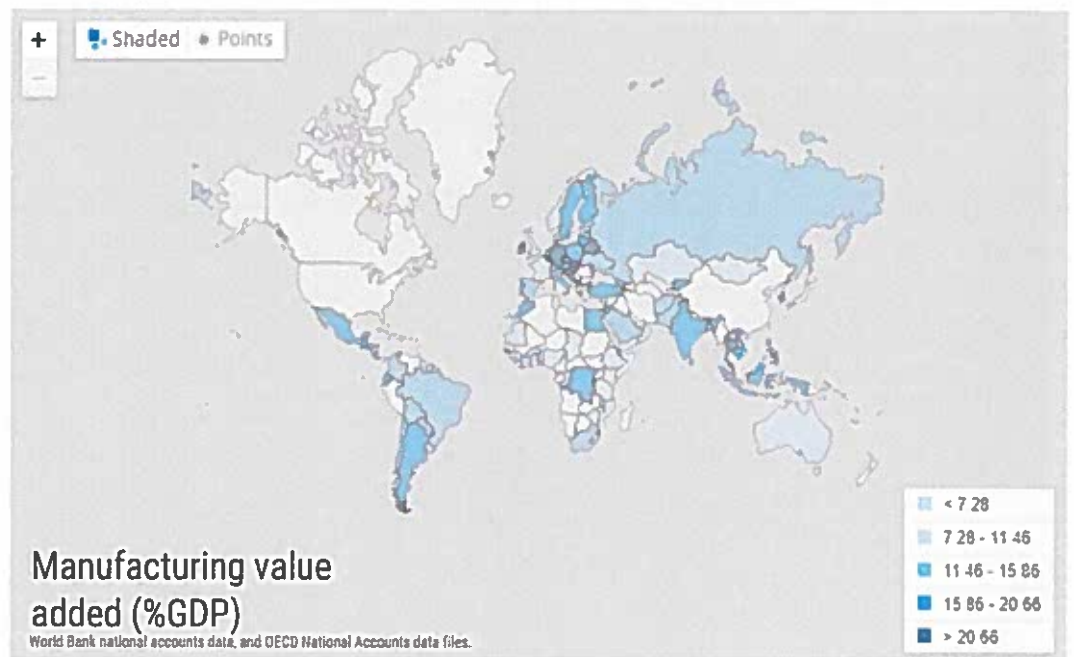 +
Shaded Points
−
< 7 28
7 28 - 11 46
11 46 - 15 86
15 86 - 20 66
> 20 66
Manufacturing value
added (%GDP)
World Bank national accounts data, and OECD National Accounts data files.